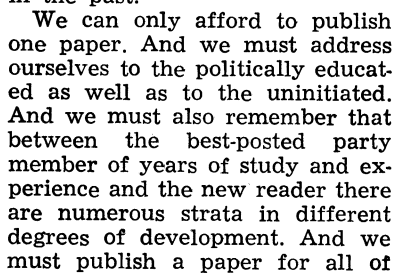 in the past.
We can only afford to publish
one paper. And we must address
ourselves to the politically educat-
ed as well as to the uninitiated.
And we must also remember that
between the best-posted party
member of years of study and ex-
perience and the new reader there
are numerous strata in different
degrees of development. And we
must publish a paper for all of